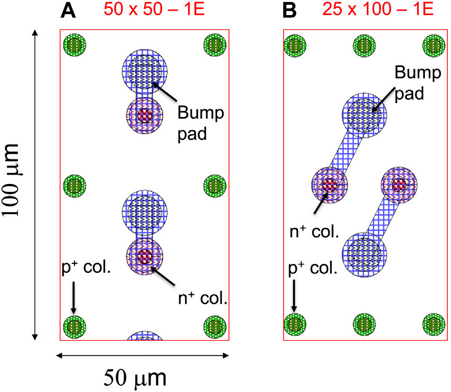 A 50 x 50 – 1E
B 25 x 100 – 1E
Bump
pad
Bump
pad
100 µm
n⁺ col.
p⁺ col.
n⁺ col.
p⁺ col.
50 µm